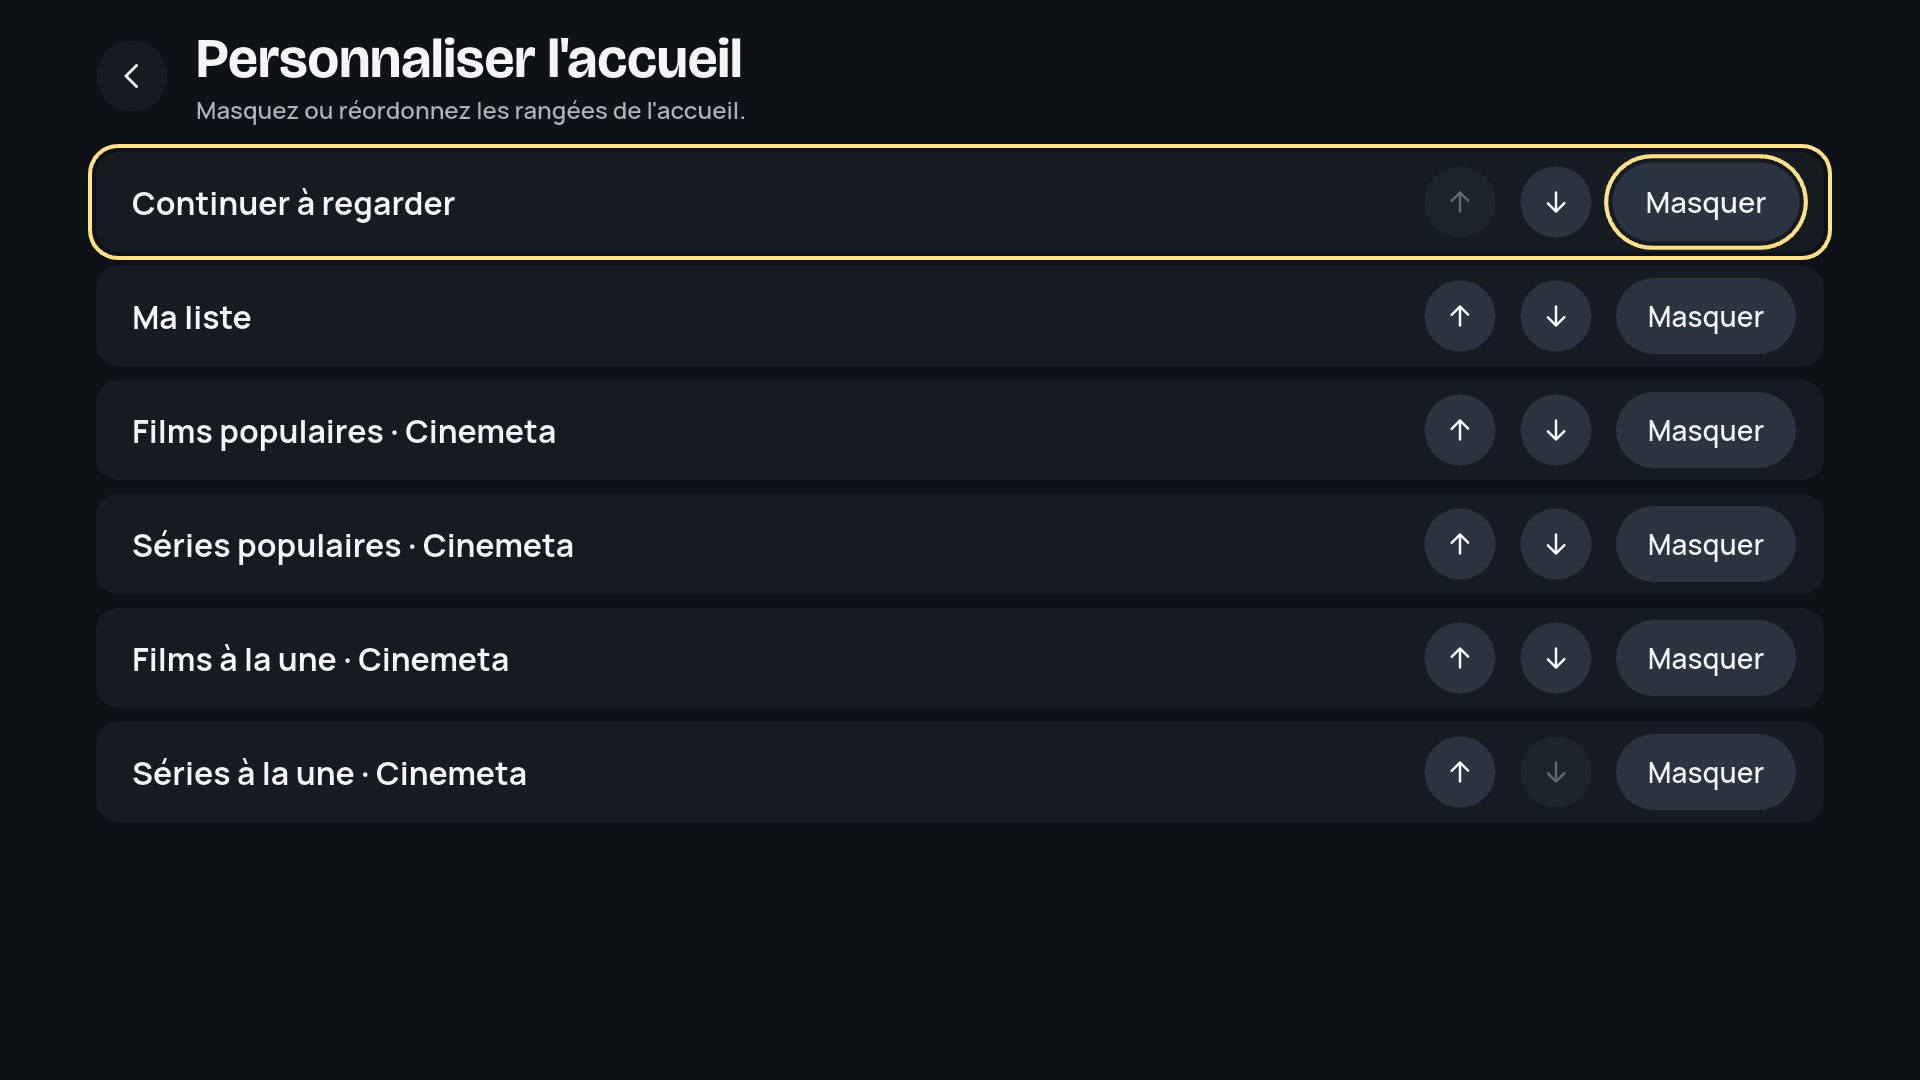 Personnaliser l'accueil
Masquez ou réordonnez les rangées de l'accueil.
Continuer à regarder Masquer
Ma liste Masquer
Films populaires · Cinemeta Masquer
Séries populaires · Cinemeta Masquer
Films à la une · Cinemeta Masquer
Séries à la une · Cinemeta Masquer